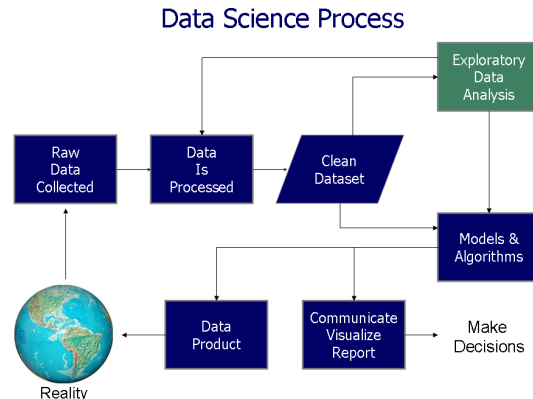 Data Science Process
Exploratory
Data
Analysis
Raw
Data
Collected
Data
Is
Processed
Clean
Dataset
Models &
Algorithms
Data
Product
Communicate
Visualize
Report
Make
Decisions
Reality